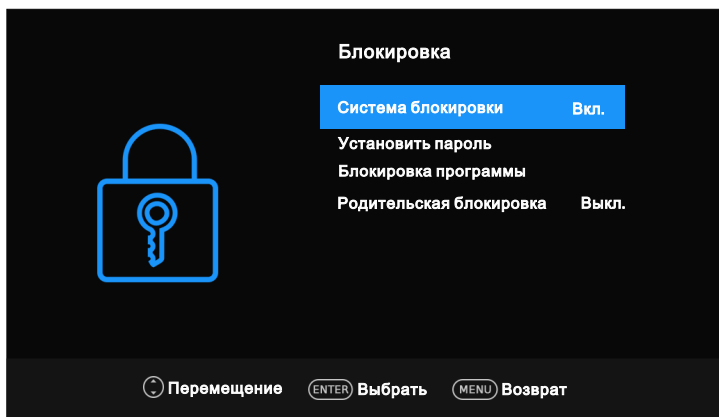 Блокировка
Система блокировки Вкл.
Установить пароль
Блокировка программы
Родительская блокировка Выкл.
Перемещение ENTER Выбрать MENU Возврат